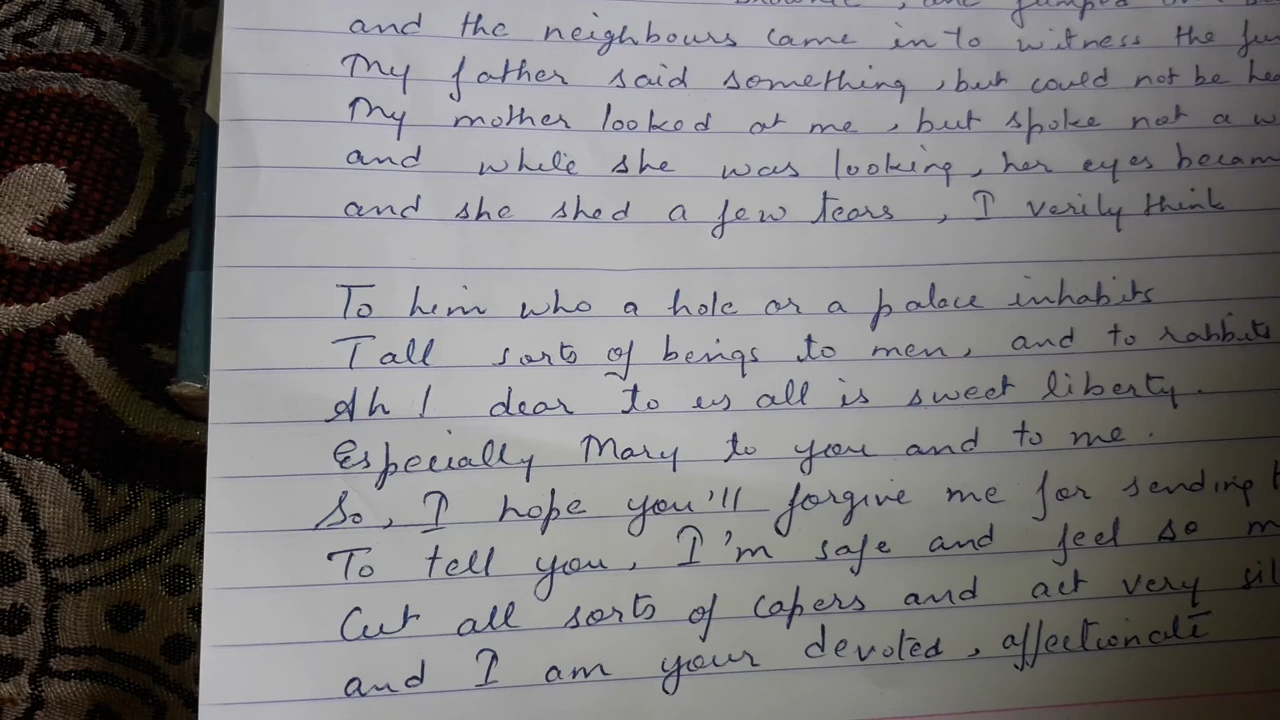 and the neighbours came in to witness the
My father said something, but could not be
My mother looked at me, but spoke not a
and while she was looking, her eyes
and she shed a few tears, I verily think
To him who a hole or a palace inhabits
To all sorts of beings to men, and to rabbits
Ah! dear to us all is sweet liberty.
Especially Mary to you and to me.
So, I hope you'll forgive me for sending
To tell you, I'm safe and feel so
Cut all sorts of capers and act very
and I am your devoted, affectionate